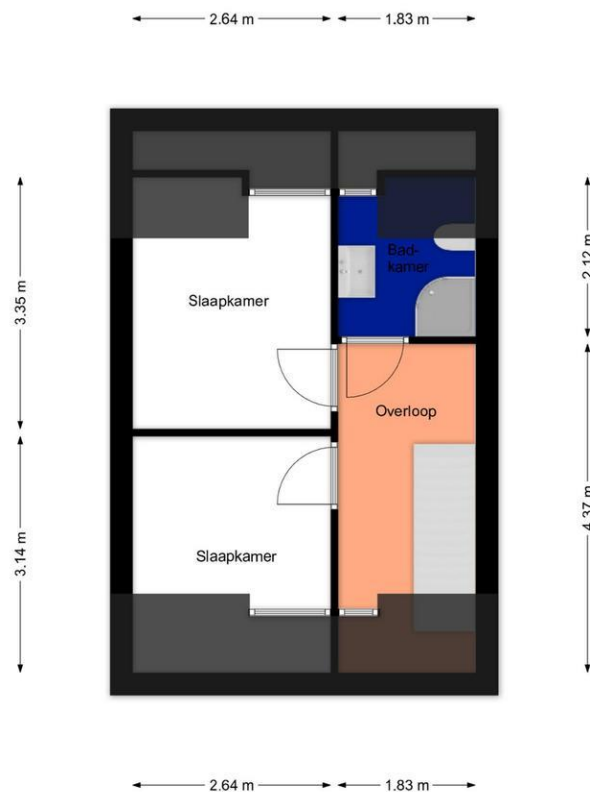 2.64 m
1.83 m
3.35 m
2.12 m
Bad-
kamer
Slaapkamer
Overloop
3.14 m
4.37 m
Slaapkamer
2.64 m
1.83 m